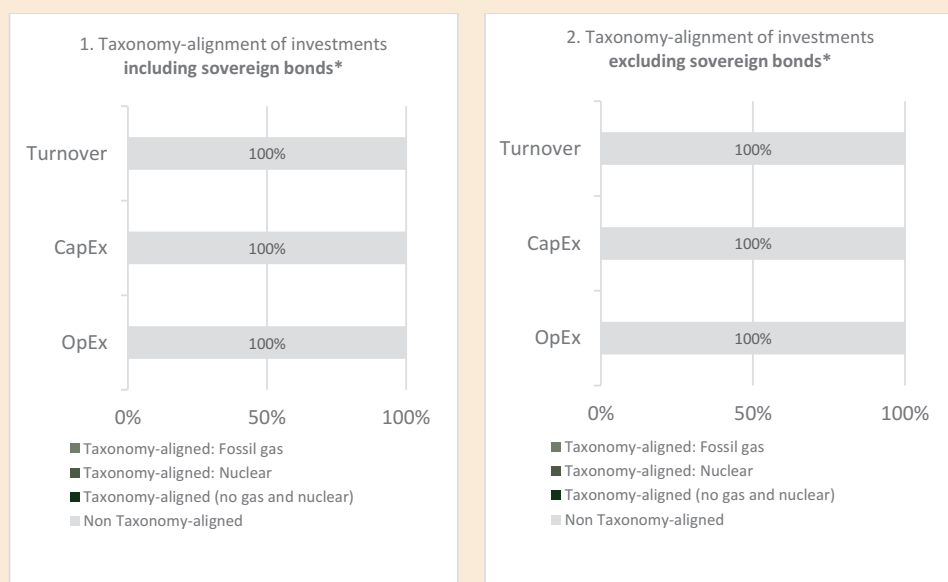 1. Taxonomy-alignment of investments
including sovereign bonds*
Turnover
100%
CapEx
100%
OpEx
100%
0%
50%
100%
Taxonomy-aligned: Fossil gas
Taxonomy-aligned: Nuclear
Taxonomy-aligned (no gas and nuclear)
Non Taxonomy-aligned
2. Taxonomy-alignment of investments
excluding sovereign bonds*
Turnover
100%
CapEx
100%
OpEx
100%
0%
50%
100%
Taxonomy-aligned: Fossil gas
Taxonomy-aligned: Nuclear
Taxonomy-aligned (no gas and nuclear)
Non Taxonomy-aligned